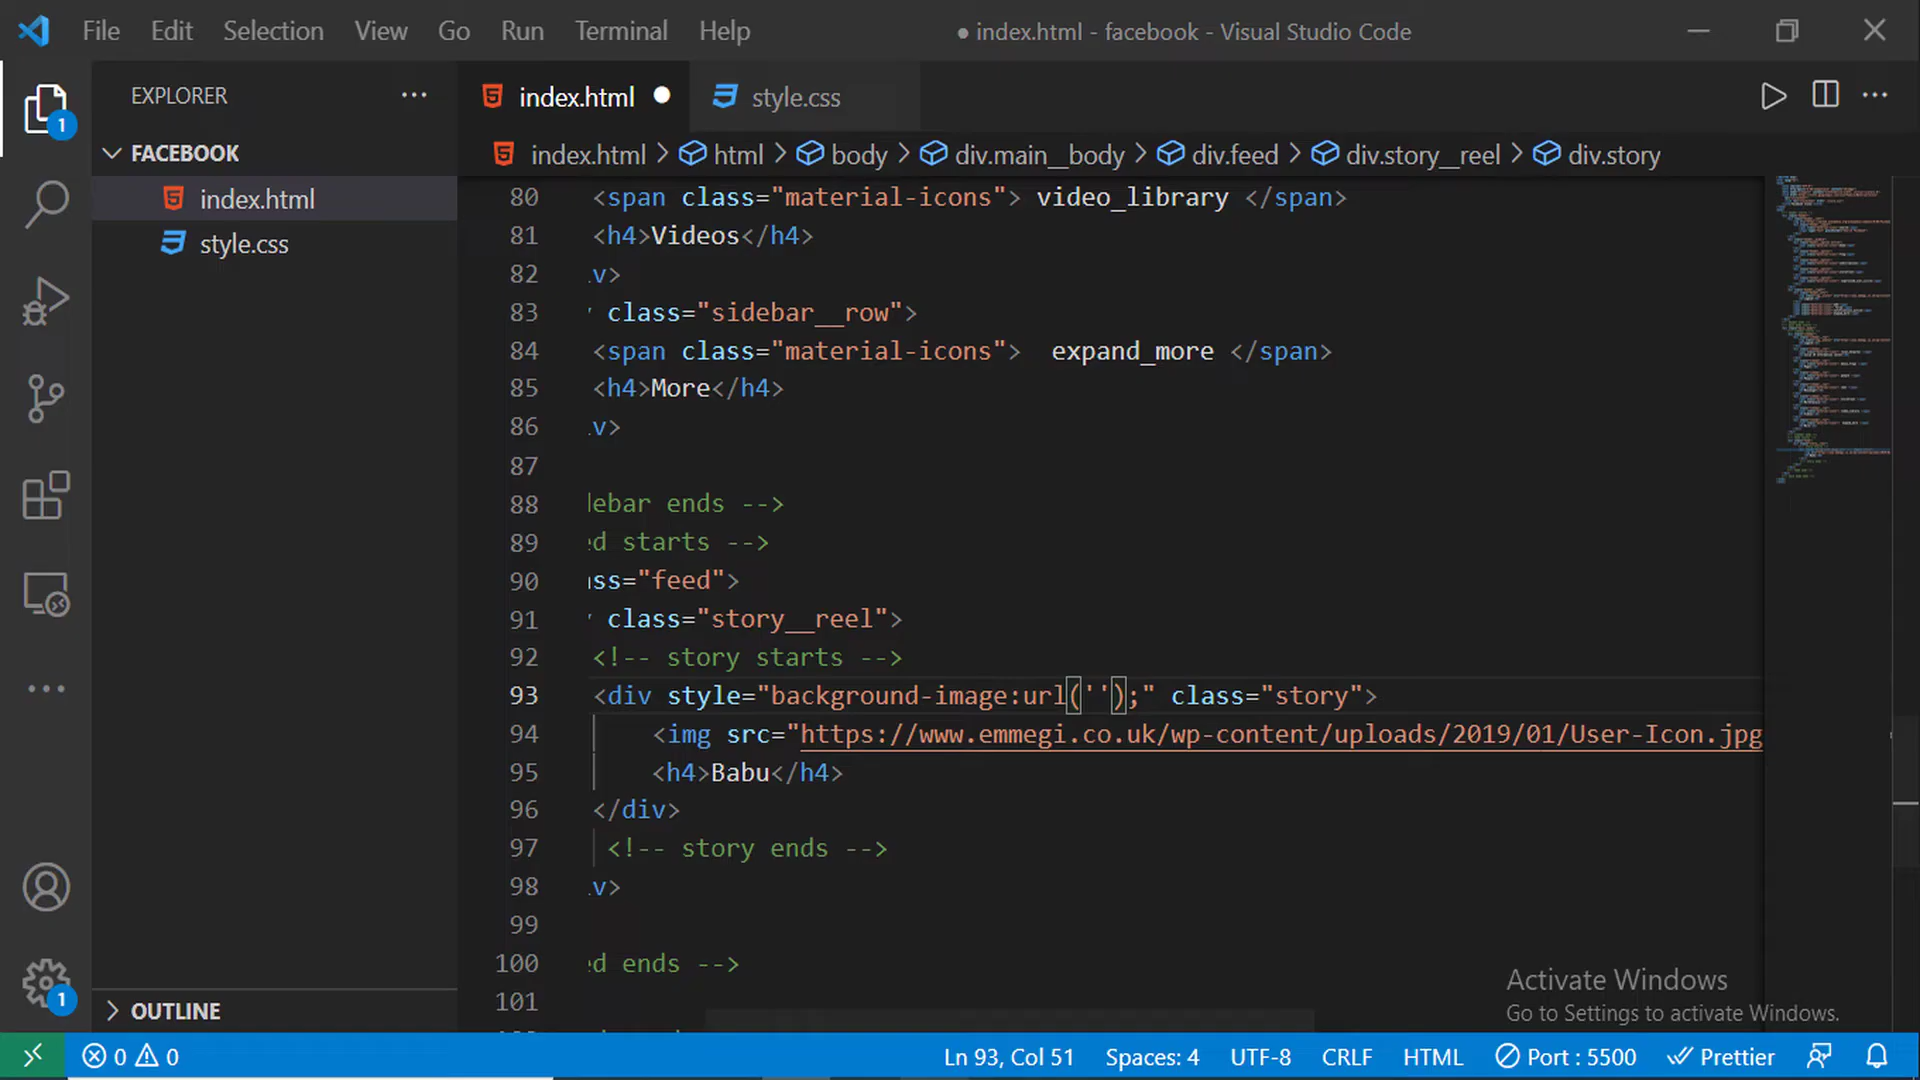 File Edit Selection View Go Run Terminal Help ● index.html - facebook - Visual Studio Code
EXPLORER ···
index.html ●
style.css
FACEBOOK
index.html
style.css
index.html > html > body > div.main__body > div.feed > div.story__reel > div.story
80 <span class="material-icons"> video_library </span>
81 <h4>Videos</h4>
82 v>
83 class="sidebar__row">
84 <span class="material-icons">  expand_more </span>
85 <h4>More</h4>
86 v>
87
88 debar ends -->
89 ed starts -->
90 ass="feed">
91 class="story__reel">
92 <!-- story starts -->
93 <div style="background-image:url('');" class="story">
94 <img src="https://www.emmegi.co.uk/wp-content/uploads/2019/01/User-Icon.jpg
95 <h4>Babu</h4>
96 </div>
97 <!-- story ends -->
98 v>
99
100 ed ends -->
101
1
1
OUTLINE
Activate Windows
Go to Settings to activate Windows.
0 0 Ln 93, Col 51 Spaces: 4 UTF-8 CRLF HTML Port : 5500 Prettier